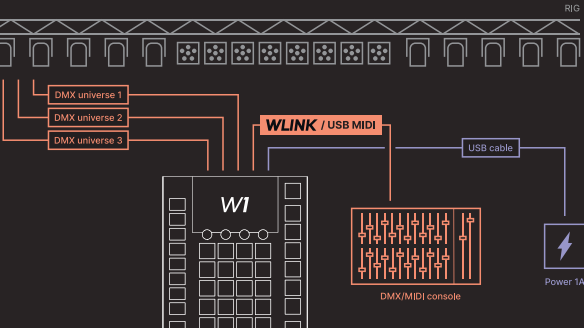 RIG
DMX universe 1
DMX universe 2
DMX universe 3
WLINK / USB MIDI
USB cable
W1
DMX/MIDI console
Power 1A